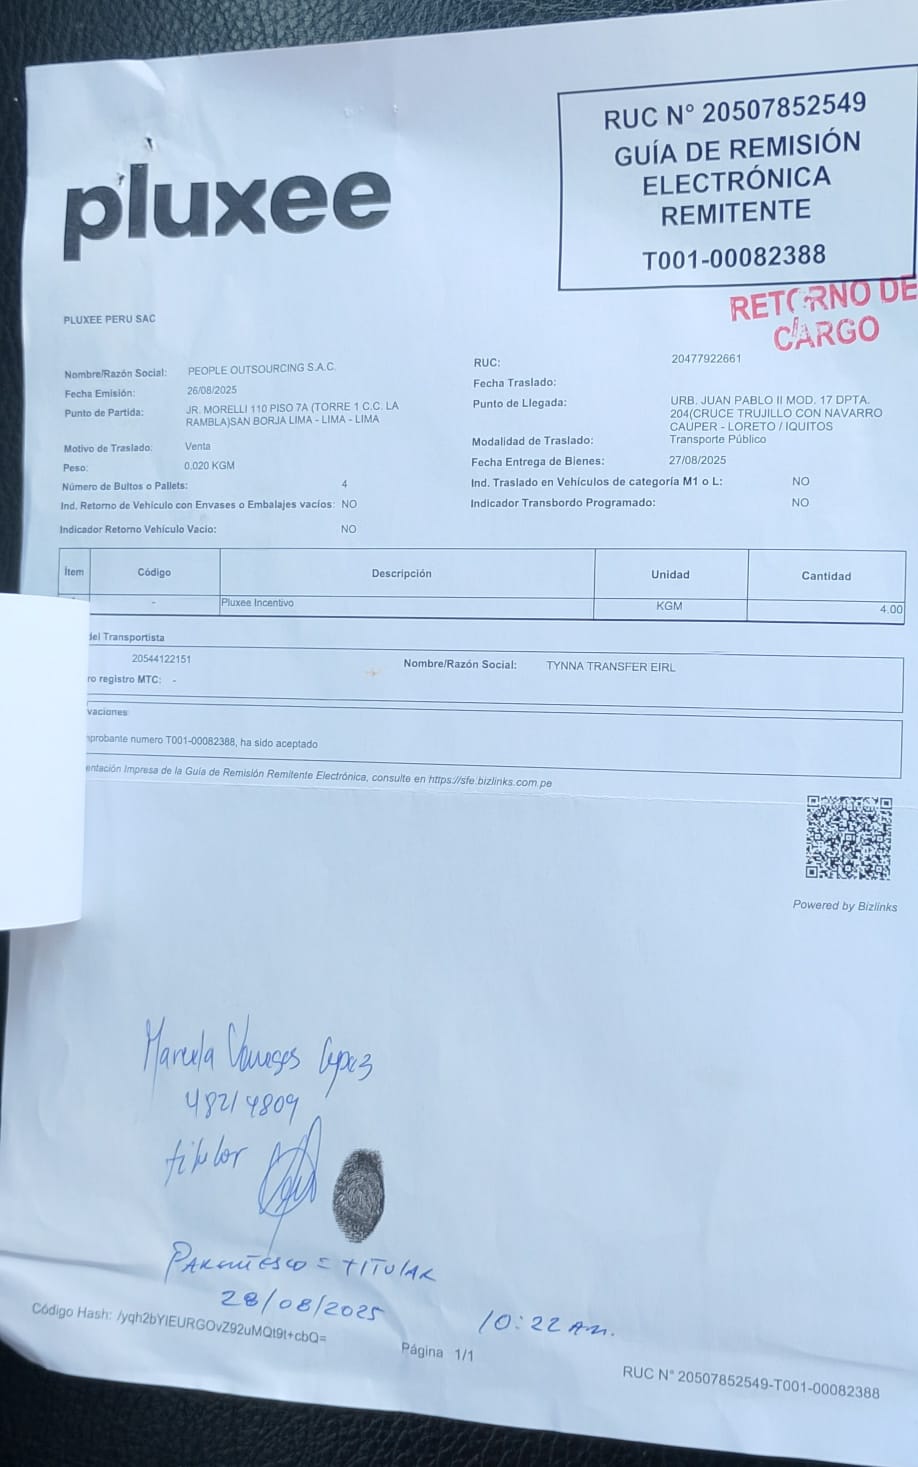 pluxee
RUC N° 20507852549
GUÍA DE REMISIÓN
ELECTRÓNICA
REMITENTE
T001-00082388
RETORNO DE
CARGO
PLUXEE PERU SAC
Nombre/Razón Social: PEOPLE OUTSOURCING S.A.C.
Fecha Emisión: 26/08/2025
Punto de Partida: JR. MORELLI 110 PISO 7A (TORRE 1 C.C. LA
RAMBLA)SAN BORJA LIMA - LIMA - LIMA
Motivo de Traslado: Venta
Peso: 0.020 KGM
Número de Bultos o Pallets: 4
Ind. Retorno de Vehículo con Envases o Embalajes vacíos: NO
Indicador Retorno Vehículo Vacio: NO
RUC: 20477922661
Fecha Traslado:
Punto de Llegada: URB. JUAN PABLO II MOD. 17 DPTA.
204(CRUCE TRUJILLO CON NAVARRO
CAUPER - LORETO / IQUITOS
Modalidad de Traslado: Transporte Público
Fecha Entrega de Bienes: 27/08/2025
Ind. Traslado en Vehículos de categoría M1 o L: NO
Indicador Transbordo Programado: NO
Ítem Código Descripción Unidad Cantidad
- Pluxee Incentivo KGM 4.00
del Transportista
20544122151 Nombre/Razón Social: TYNNA TRANSFER EIRL
ro registro MTC: -
vaciones
probante numero T001-00082388, ha sido aceptado
entación Impresa de la Guía de Remisión Remitente Electrónica, consulte en https://sfe.bizlinks.com.pe
Powered by Bizlinks
48214809
titular
PARENTESCO = TITULAR
28/08/2025
10:22 AM.
Código Hash: /yqh2bYIEURGOvZ92uMQt9t+cbQ=
Página 1/1
RUC N° 20507852549-T001-00082388